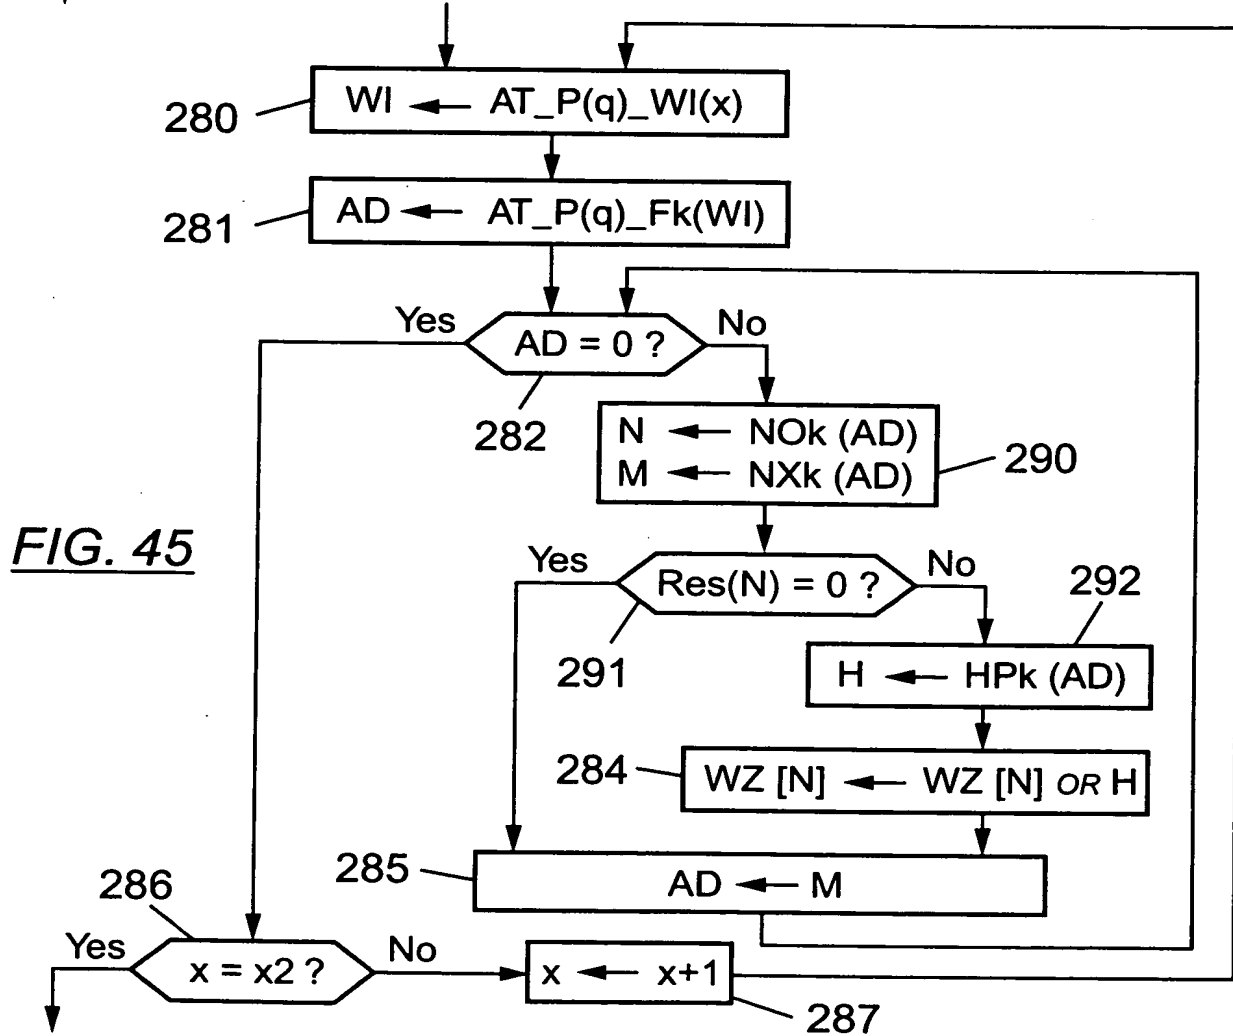 280
WI ← AT_P(q)_WI(x)
281
AD ← AT_P(q)_Fk(WI)
Yes
AD = 0 ?
No
282
N ← NOk (AD)
M ← NXk (AD)
290
FIG. 45
Yes
Res(N) = 0 ?
No
292
291
H ← HPk (AD)
284
WZ [N] ← WZ [N] OR H
285
AD ← M
286
Yes
x = x2 ?
No
x ← x+1
287